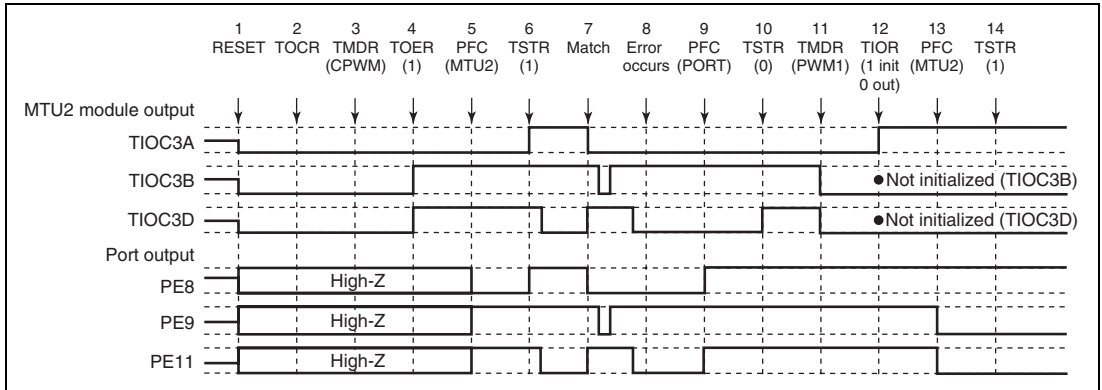 1 2 3 4 5 6 7 8 9 10 11 12 13 14
RESET TOCR TMDR TOER PFC TSTR Match Error PFC TSTR TMDR TIOR PFC TSTR
(CPWM) (1) (MTU2) (1) occurs (PORT) (0) (PWM1) (1 init (MTU2) (1)
0 out)
MTU2 module output
TIOC3A
TIOC3B ●Not initialized (TIOC3B)
TIOC3D ●Not initialized (TIOC3D)
Port output
PE8 High-Z
PE9 High-Z
PE11 High-Z